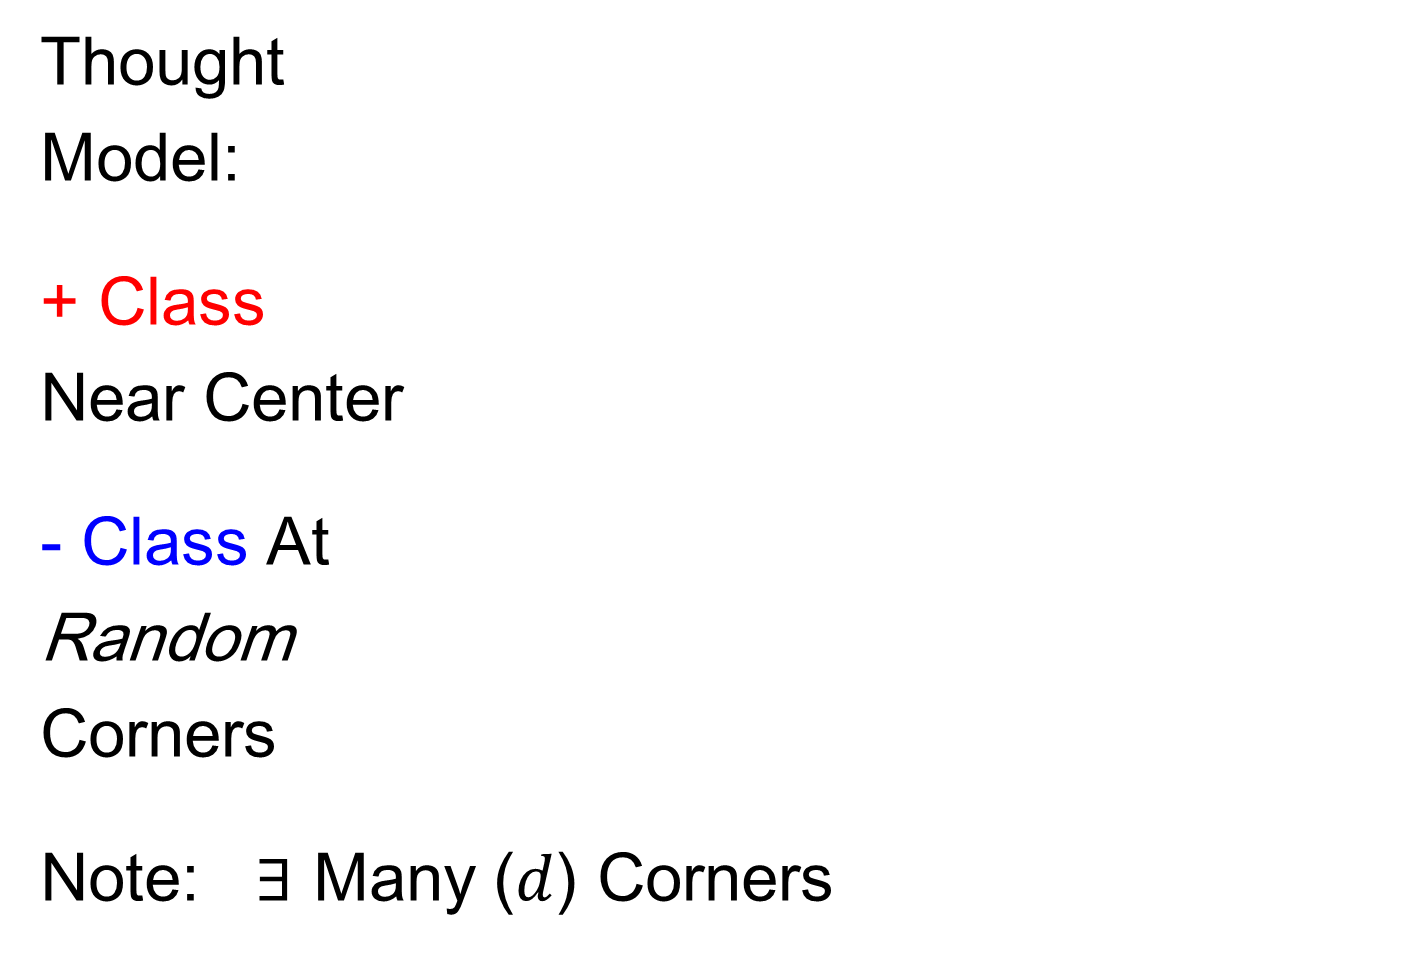 Thought
Model:
+ Class
Near Center
- Class At
Random
Corners
Note: ∃ Many (𝑑) Corners